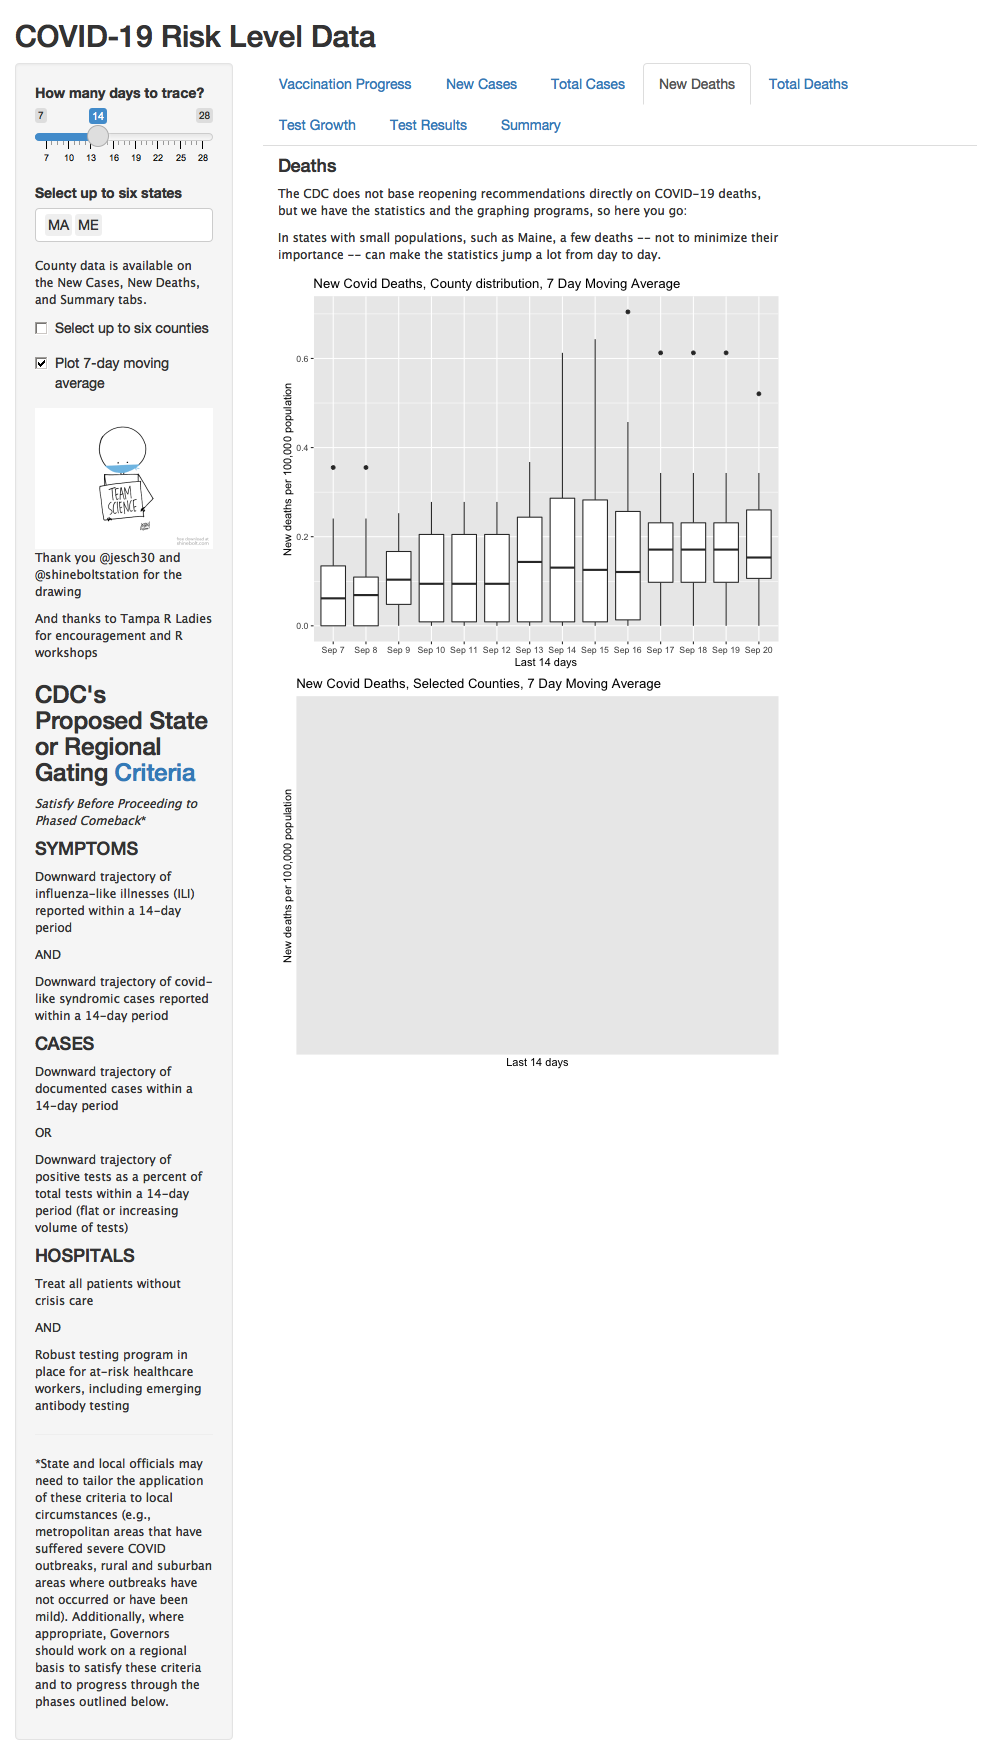 COVID-19 Risk Level Data
How many days to trace?
7 14 28
7 10 13 16 19 22 25 28
Select up to six states
MA ME
County data is available on
the New Cases, New Deaths,
and Summary tabs.
Select up to six counties
Plot 7-day moving
average
TEAM
SCIENCE
Thank you @jesch30 and
@shineboltstation for the
drawing
And thanks to Tampa R Ladies
for encouragement and R
workshops
CDC's
Proposed State
or Regional
Gating Criteria
Satisfy Before Proceeding to
Phased Comeback*
SYMPTOMS
Downward trajectory of
influenza-like illnesses (ILI)
reported within a 14-day
period
AND
Downward trajectory of covid-
like syndromic cases reported
within a 14-day period
CASES
Downward trajectory of
documented cases within a
14-day period
OR
Downward trajectory of
positive tests as a percent of
total tests within a 14-day
period (flat or increasing
volume of tests)
HOSPITALS
Treat all patients without
crisis care
AND
Robust testing program in
place for at-risk healthcare
workers, including emerging
antibody testing
*State and local officials may
need to tailor the application
of these criteria to local
circumstances (e.g.,
metropolitan areas that have
suffered severe COVID
outbreaks, rural and suburban
areas where outbreaks have
not occurred or have been
mild). Additionally, where
appropriate, Governors
should work on a regional
basis to satisfy these criteria
and to progress through the
phases outlined below.
Vaccination Progress New Cases Total Cases New Deaths Total Deaths
Test Growth Test Results Summary
Deaths
The CDC does not base reopening recommendations directly on COVID-19 deaths,
but we have the statistics and the graphing programs, so here you go:
In states with small populations, such as Maine, a few deaths -- not to minimize their
importance -- can make the statistics jump a lot from day to day.
New Covid Deaths, County distribution, 7 Day Moving Average
New deaths per 100,000 population
0.6
0.4
0.2
0.0
Sep 7 Sep 8 Sep 9 Sep 10 Sep 11 Sep 12 Sep 13 Sep 14 Sep 15 Sep 16 Sep 17 Sep 18 Sep 19 Sep 20
Last 14 days
New Covid Deaths, Selected Counties, 7 Day Moving Average
New deaths per 100,000 population
Last 14 days